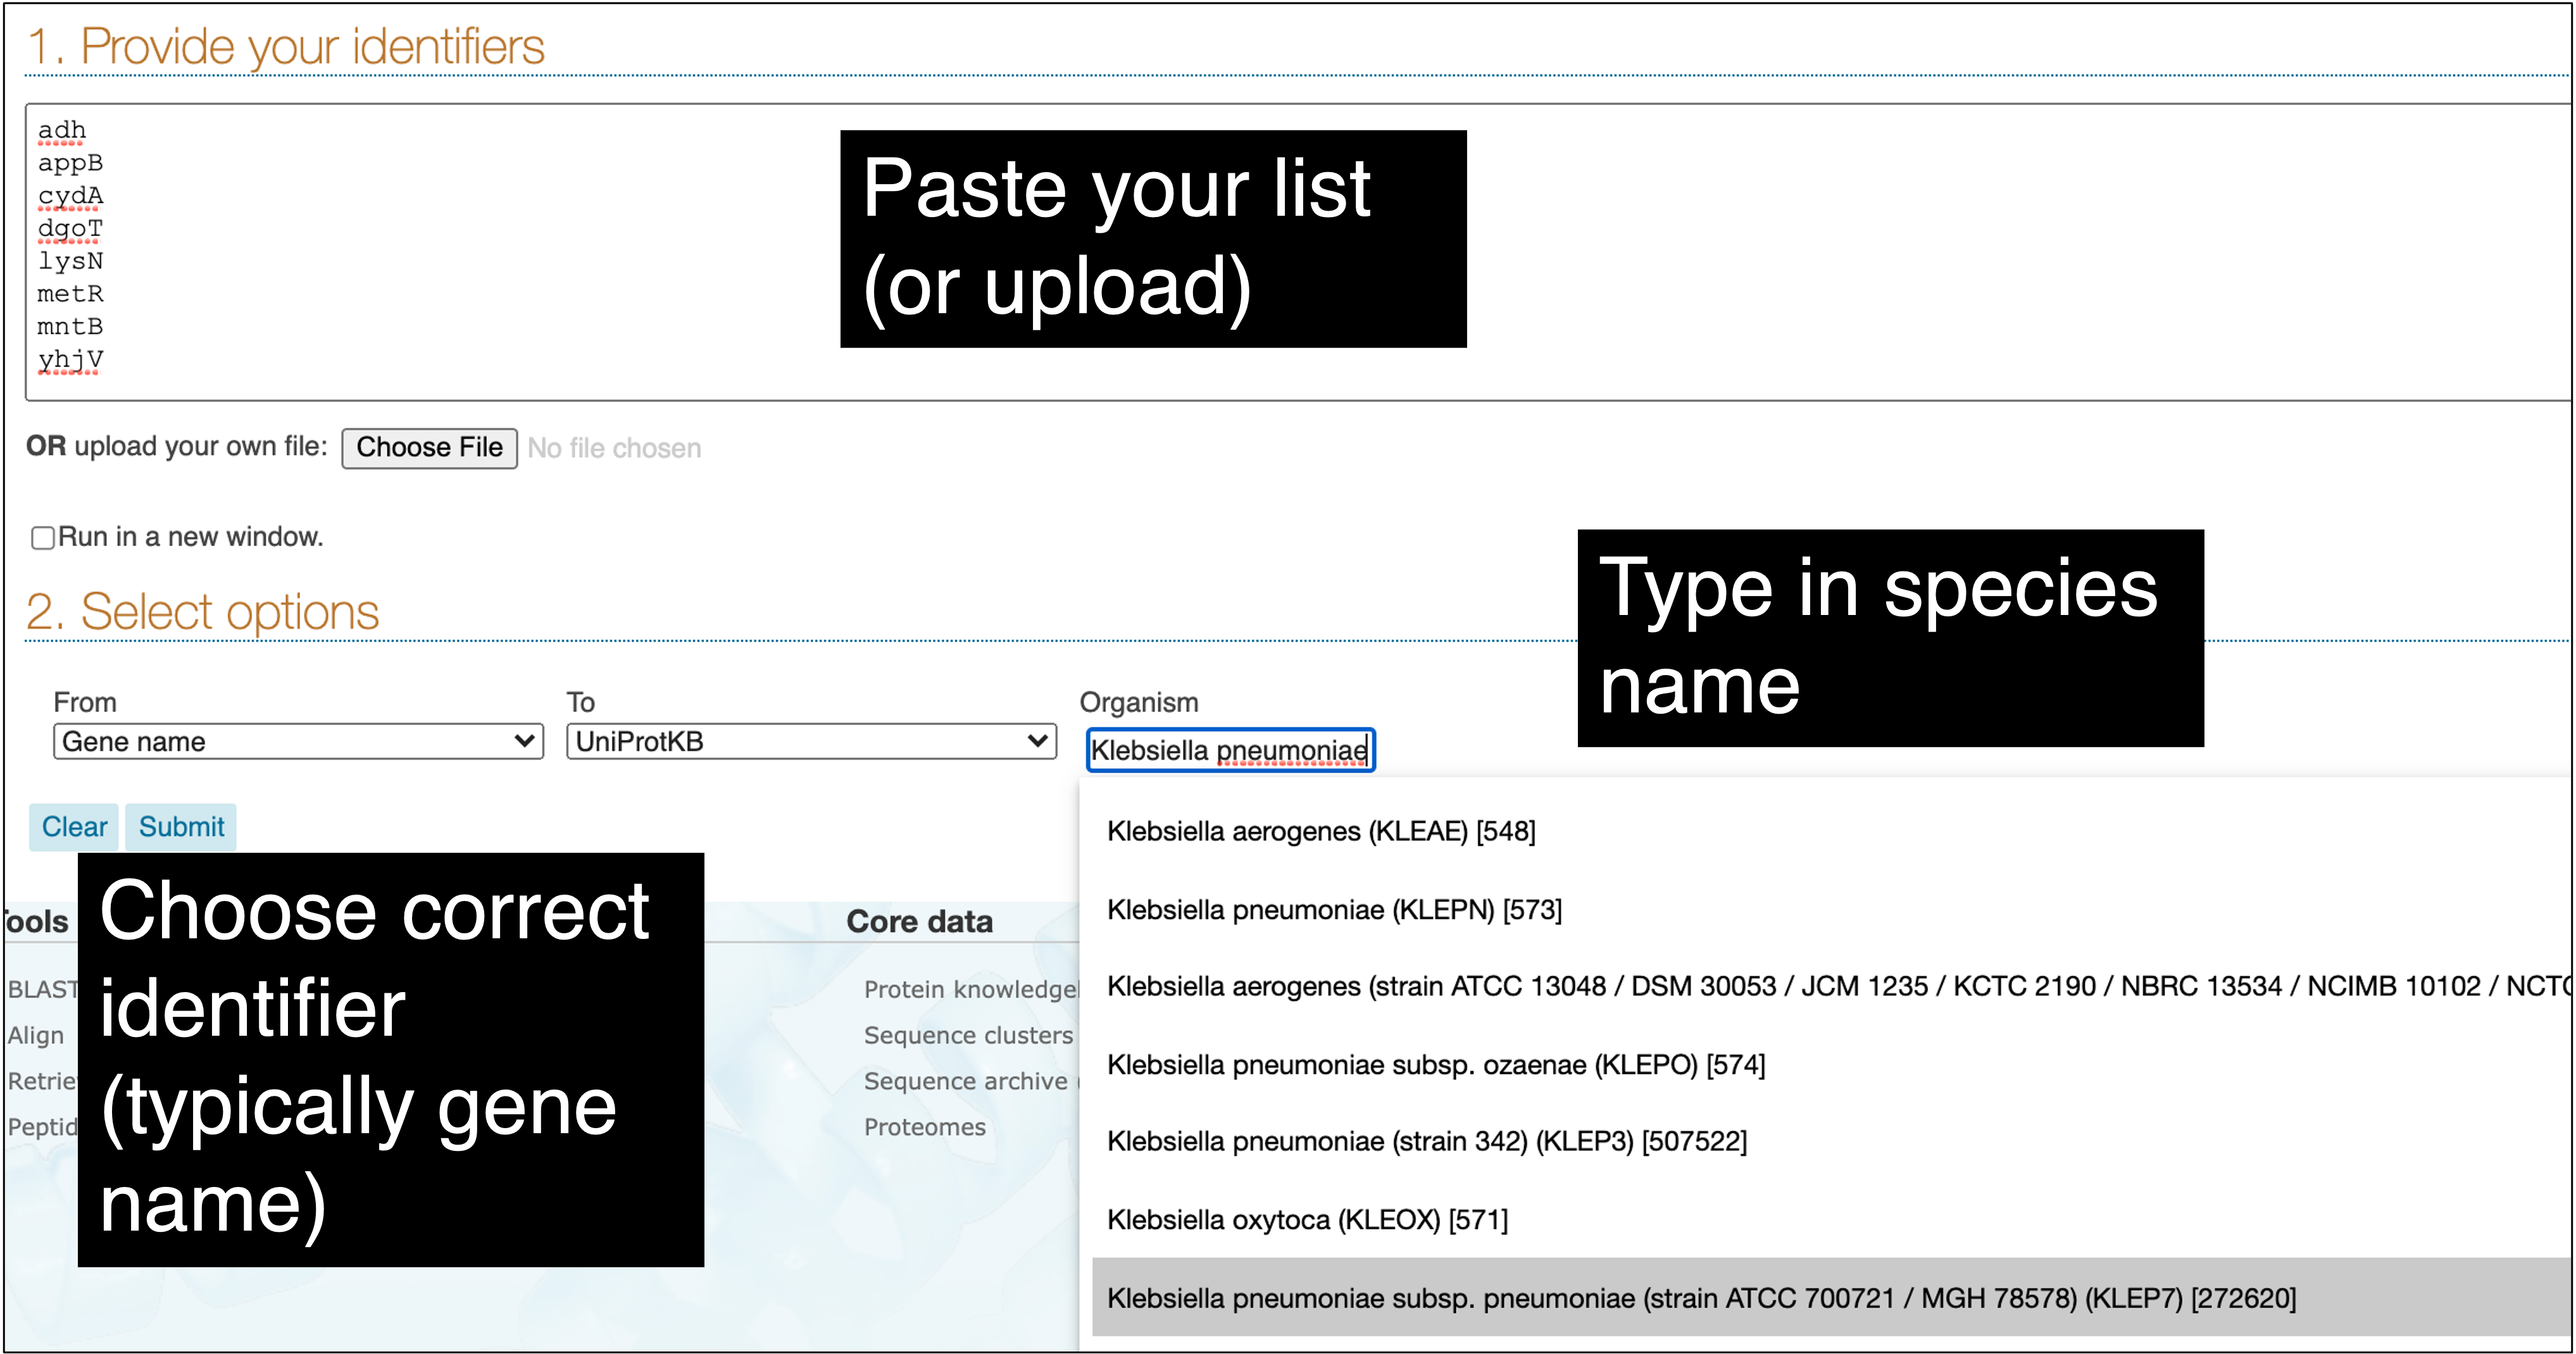 1. Provide your identifiers
adh
appB
cydA
dgoT
lysN
metR
mntB
yhjV
Paste your list
(or upload)
OR upload your own file: Choose File No file chosen
Run in a new window.
2. Select options
Type in species
name
From To Organism
Gene name UniProtKB Klebsiella pneumoniae
Clear Submit
Klebsiella aerogenes (KLEAE) [548]
Klebsiella pneumoniae (KLEPN) [573]
Klebsiella aerogenes (strain ATCC 13048 / DSM 30053 / JCM 1235 / KCTC 2190 / NBRC 13534 / NCIMB 10102 / NCTC
Klebsiella pneumoniae subsp. ozaenae (KLEPO) [574]
Klebsiella pneumoniae (strain 342) (KLEP3) [507522]
Klebsiella oxytoca (KLEOX) [571]
Klebsiella pneumoniae subsp. pneumoniae (strain ATCC 700721 / MGH 78578) (KLEP7) [272620]
Choose correct
identifier
(typically gene
name)
ools
BLAST
Align
Retrie
Peptid
Core data
Protein knowledge
Sequence clusters
Sequence archive
Proteomes